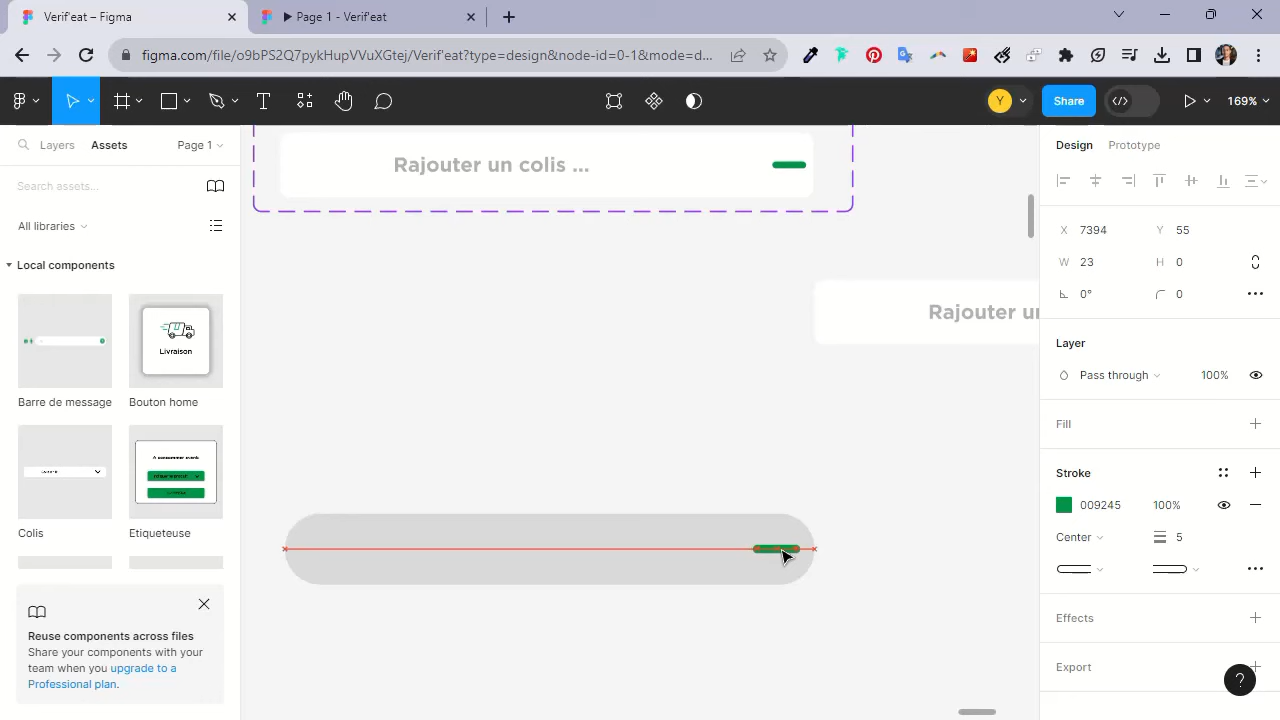 Verif'eat – Figma
Page 1 - Verif'eat
figma.com/file/o9bPS2Q7pykHupVVuXGtej/Verif'eat?type=design&node-id=0-1&mode=d...
Y
Share
169%
Layers
Assets
Page 1
Search assets...
All libraries
Local components
Livraison
Barre de message
Bouton home
Colis
Etiqueteuse
Reuse components across files
Share your components with your
team when you upgrade to a
Professional plan.
Rajouter un colis ...
Rajouter u
Design
Prototype
X 7394 Y 55
W 23 H 0
0° 0
Layer
Pass through 100%
Fill
Stroke
009245 100%
Center 5
Effects
Export
?